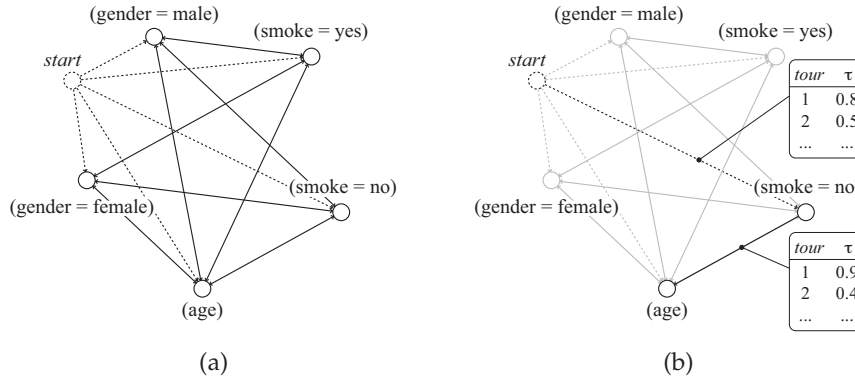 (gender = male)
(smoke = yes)
start
(smoke = no)
(gender = female)
(age)
(a)
(gender = male)
(smoke = yes)
start
tour τ
1 0.8
2 0.5
... ...
(smoke = no
(gender = female)
tour τ
1 0.9
2 0.4
... ...
(age)
(b)